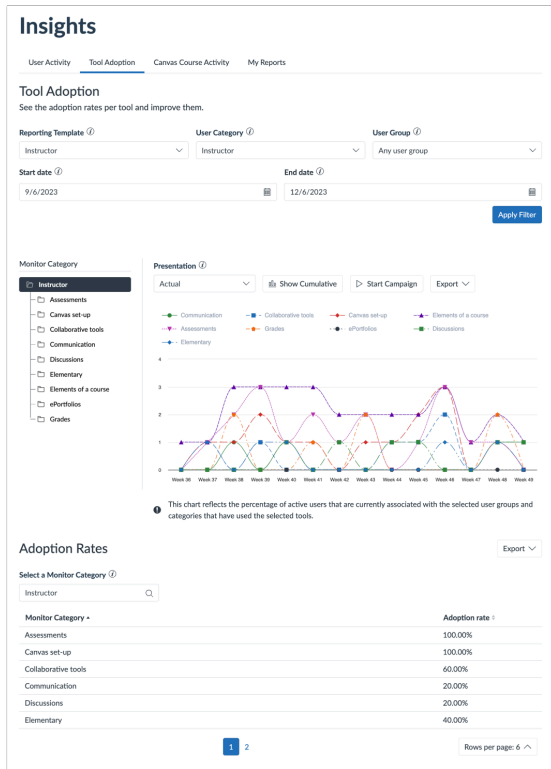 Insights
User Activity Tool Adoption Canvas Course Activity My Reports
Tool Adoption
See the adoption rates per tool and improve them.
Reporting Template User Category User Group
Instructor Instructor Any user group
Start date End date
9/6/2023 12/6/2023
Apply Filter
Monitor Category
Instructor
Assessments
Canvas set-up
Collaborative tools
Communication
Discussions
Elementary
Elements of a course
ePortfolios
Grades
Presentation
Actual Show Cumulative Start Campaign Export
Communication Collaborative tools Canvas set-up Elements of a course
Assessments Grades ePortfolios Discussions
Elementary
4
3
2
1
0
Week 36 Week 37 Week 38 Week 39 Week 40 Week 41 Week 42 Week 43 Week 44 Week 45 Week 46 Week 47 Week 48 Week 49
This chart reflects the percentage of active users that are currently associated with the selected user groups and
categories that have used the selected tools.
Adoption Rates Export
Select a Monitor Category
Instructor
Monitor Category Adoption rate
Assessments 100.00%
Canvas set-up 100.00%
Collaborative tools 60.00%
Communication 20.00%
Discussions 20.00%
Elementary 40.00%
1 2 Rows per page: 6